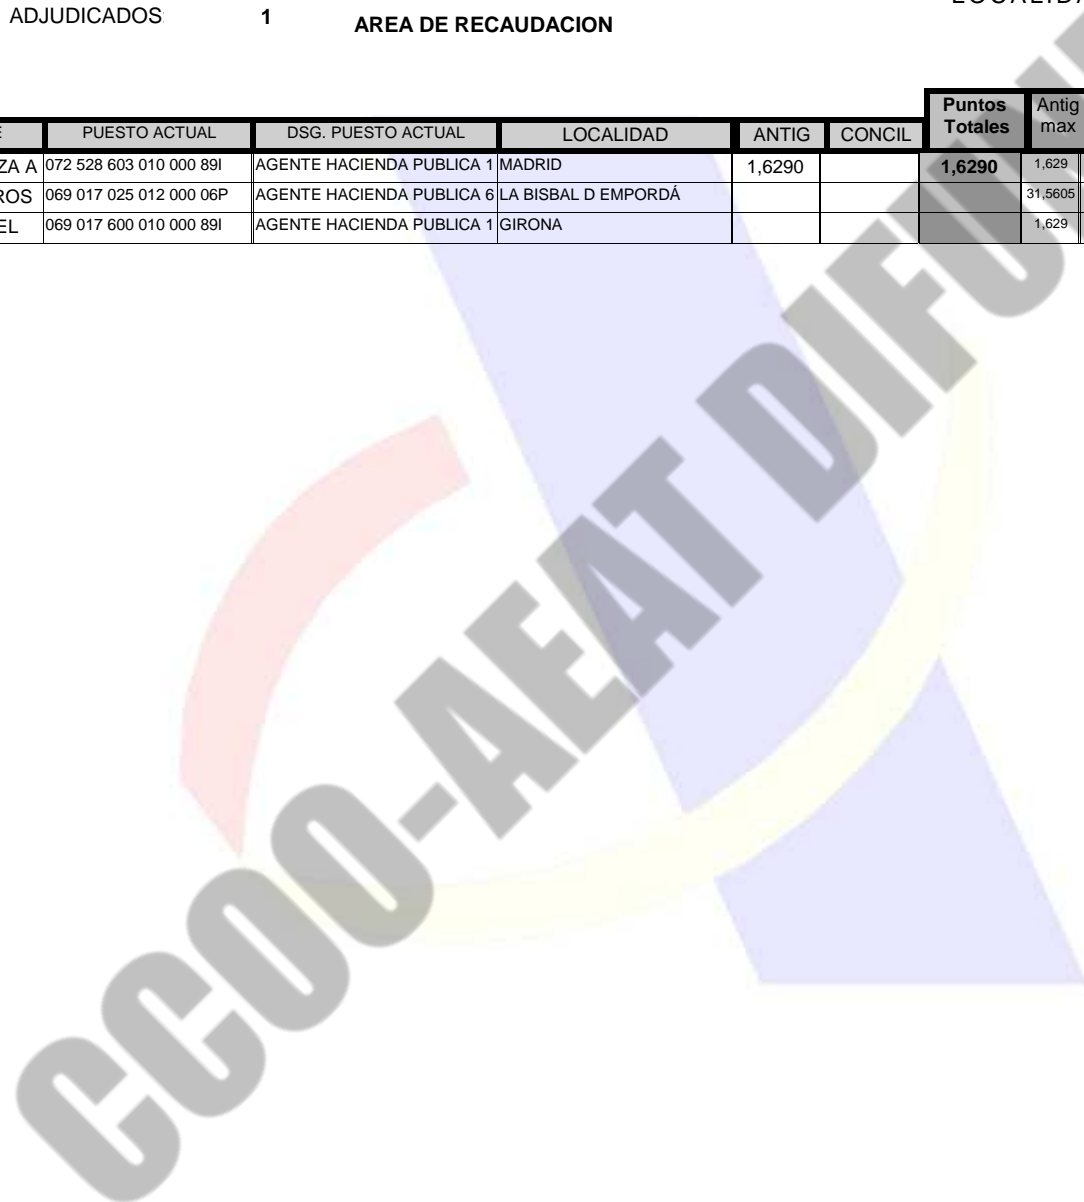 ADJUDICADOS: 1 AREA DE RECAUDACION
Puntos Totales Antig max
PUESTO ACTUAL DSG. PUESTO ACTUAL LOCALIDAD ANTIG CONCIL
ZA A 072 528 603 010 000 89I AGENTE HACIENDA PUBLICA 1 MADRID 1,6290 1,6290 1,629
ROS 069 017 025 012 000 06P AGENTE HACIENDA PUBLICA 6 LA BISBAL D EMPORDÁ 31,5605
EL 069 017 600 010 000 89I AGENTE HACIENDA PUBLICA 1 GIRONA 1,629
CCOO-AEAT DIFUN